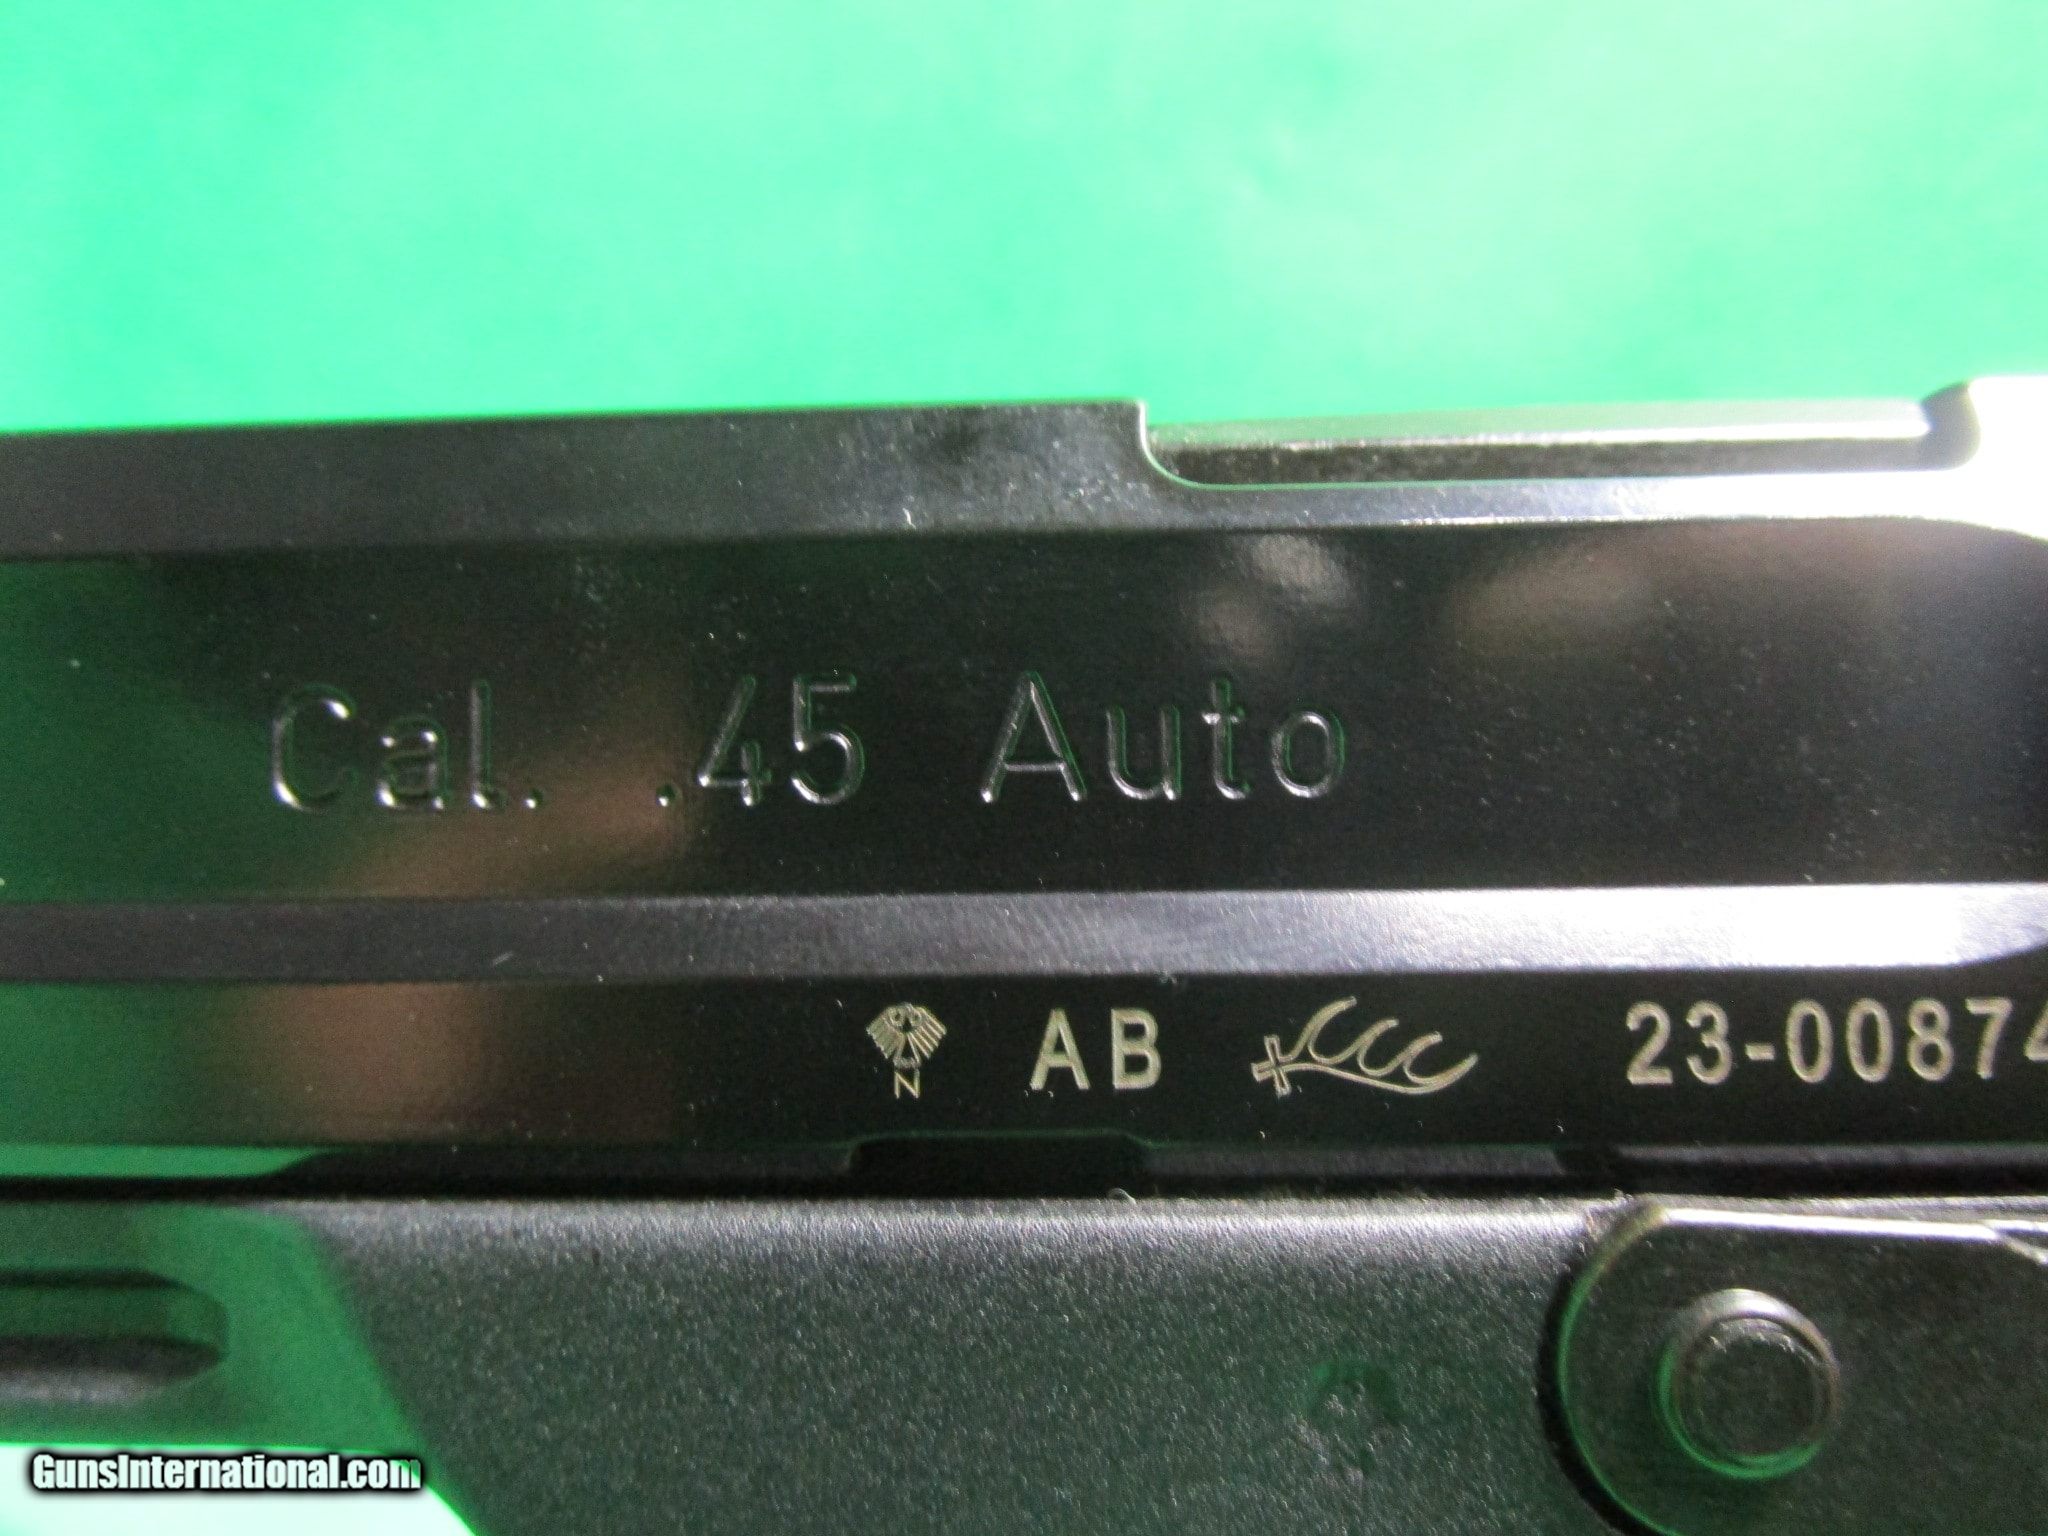 Cal. .45 Auto
N AB 23-00874
GunsInternational.com